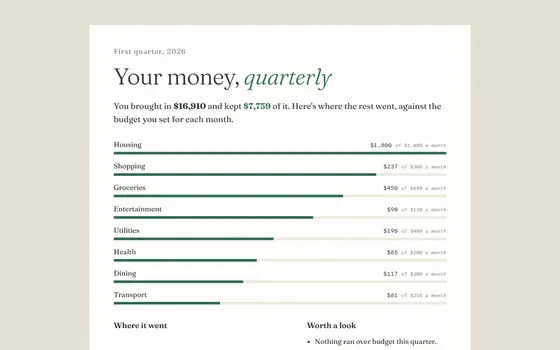 First quarter, 2026
Your money, quarterly
You brought in $16,910 and kept $7,759 of it. Here's where the rest went, against the
budget you set for each month.
Housing $1,800 of $1,800 a month
Shopping $237 of $300 a month
Groceries $450 of $650 a month
Entertainment $90 of $150 a month
Utilities $190 of $400 a month
Health $85 of $200 a month
Dining $117 of $300 a month
Transport $81 of $250 a month
Where it went
Worth a look
• Nothing ran over budget this quarter.